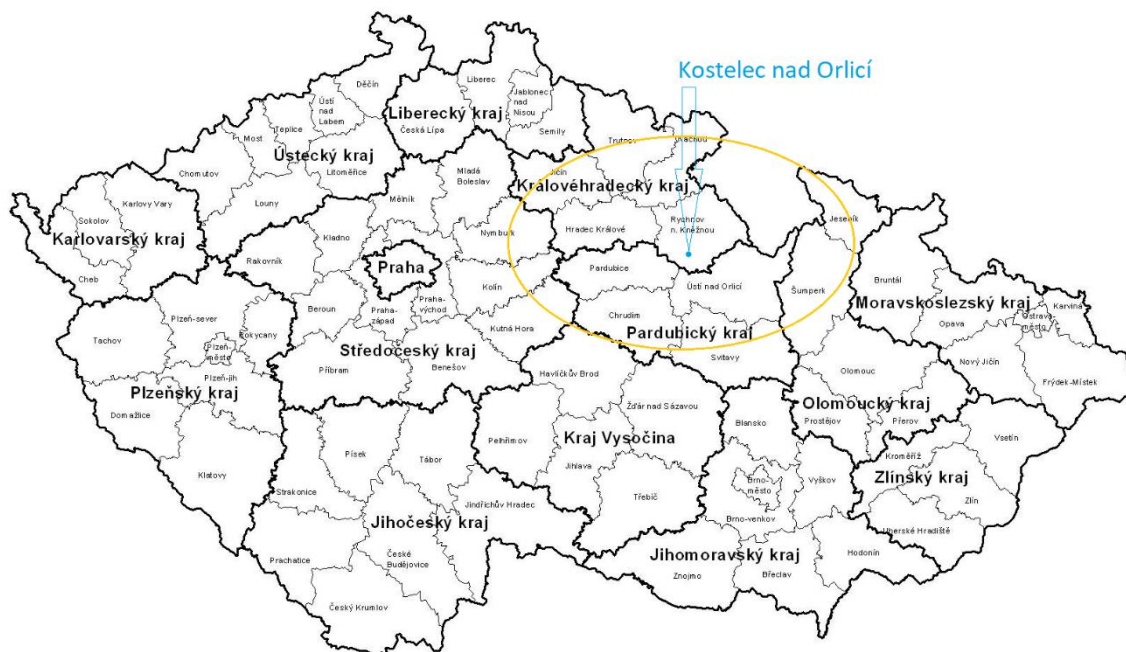 Kostelec nad Orlicí
Děčín
Liberec
Ústí
nad
Labem
Liberecký kraj
Jablonec
nad
Nisou
Teplice
Česká Lípa
Semily
Trutnov
Most
Ústecký kraj
Litoměřice
Chomutov
Mladá
Boleslav
Jičín
Královéhradecký kraj
Karlovy Vary
Louny
Mělník
Sokolov
Karlovarský kraj
Kladno
Nymburk
Hradec Králové
Rychnov
n. Kněžnou
Jeseník
Cheb
Rakovník
Praha
Pardubice
Kolín
Ústí nad Orlicí
Šumperk
Bruntál
Moravskoslezský kraj
Karviná
Ostrava-
město
Opava
Beroun
Praha-
západ
Praha-
východ
Chrudim
Kutná Hora
Pardubický kraj
Svitavy
Plzeň-sever
Rokycany
Tachov
Plzeň-
město
Středočeský kraj
Benešov
Příbram
Havlíčkův Brod
Nový Jičín
Frýdek-Místek
Olomouc
Plzeň-jih
Plzeňský kraj
Domažlice
Olomoucký kraj
Prostějov
Přerov
Žďár nad Sázavou
Blansko
Kraj Vysočina
Pelhřimov
Jihlava
Vsetín
Kroměříž
Písek
Tábor
Klatovy
Zlínský kraj
Zlín
Strakonice
Jindřichův Hradec
Třebíč
Brno-
město
Vyškov
Brno-venkov
Jihočeský kraj
Uherské Hradiště
Prachatice
České
Budějovice
Jihomoravský kraj
Hodonín
Znojmo
Břeclav
Český Krumlov